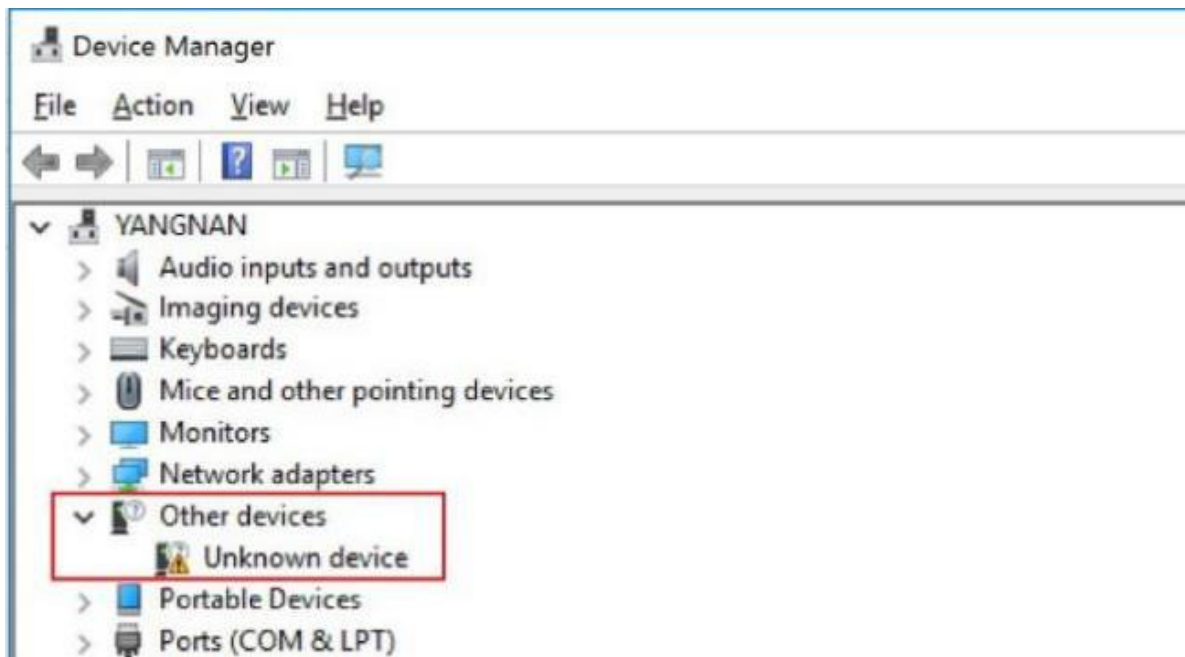 Device Manager
File Action View Help
YANGNAN
Audio inputs and outputs
Imaging devices
Keyboards
Mice and other pointing devices
Monitors
Network adapters
Other devices
Unknown device
Portable Devices
Ports (COM & LPT)